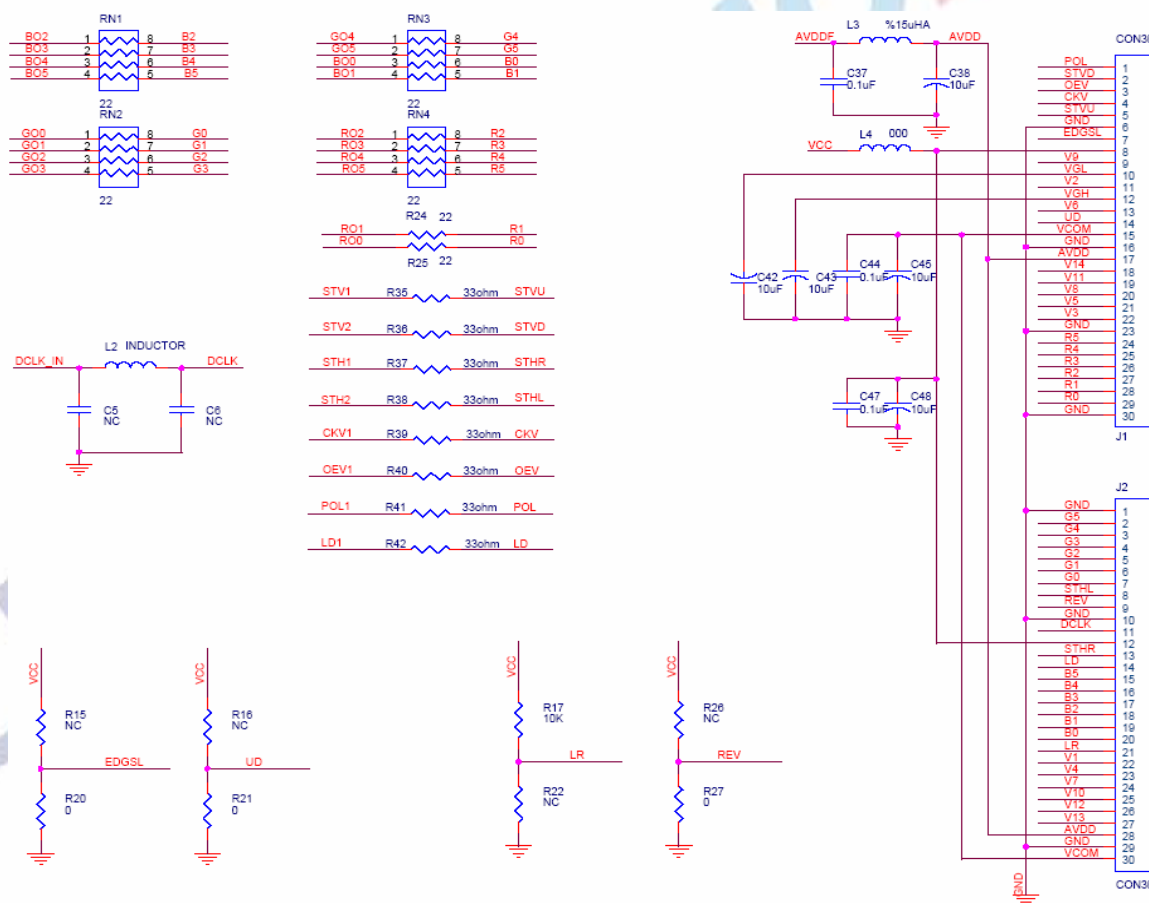 RN1
BO2 1 8 B2
BO3 2 7 B3
BO4 3 6 B4
BO5 4 5 B5
22
RN2
GO0 1 8 G0
GO1 2 7 G1
GO2 3 6 G2
GO3 4 5 G3
22
RN3
GO4 1 8 G4
GO5 2 7 G5
BO0 3 6 B0
BO1 4 5 B1
22
RN4
RO2 1 8 R2
RO3 2 7 R3
RO4 3 6 R4
RO5 4 5 R5
22
R24 22
RO1 R1
RO0 R0
R25 22
STV1 R35 33ohm STVU
STV2 R36 33ohm STVD
STH1 R37 33ohm STHR
STH2 R38 33ohm STHL
CKV1 R39 33ohm CKV
OEV1 R40 33ohm OEV
POL1 R41 33ohm POL
LD1 R42 33ohm LD
L2 INDUCTOR
DCLK_IN DCLK
C5
NC
C6
NC
VCC
R15
NC
EDGSL
R20
0
VCC
R16
NC
UD
R21
0
VCC
R17
10K
LR
R22
NC
VCC
R26
NC
REV
R27
0
L3 %15uHA
AVDDF AVDD
C37
0.1uF
C38
10uF
L4 000
VCC
C42
10uF
C43
10uF
C44
0.1uF
C45
10uF
C47
0.1uF
C48
10uF
CON3
POL 1
STVD 2
OEV 3
CKV 4
STVU 5
GND 6
EDGSL 7
8
V9 9
VGL 10
V2 11
VGH 12
V6 13
UD 14
VCOM 15
GND 16
AVDD 17
V14 18
V11 19
V8 20
V5 21
V3 22
GND 23
R5 24
R4 25
R3 26
R2 27
R1 28
R0 29
GND 30
J1
J2
GND 1
G5 2
G4 3
G3 4
G2 5
G1 6
G0 7
STHL 8
REV 9
GND 10
DCLK 11
12
STHR 13
LD 14
B5 15
B4 16
B3 17
B2 18
B1 19
B0 20
LR 21
V1 22
V4 23
V7 24
V10 25
V12 26
V13 27
AVDD 28
GND 29
VCOM 30
CON3
GND